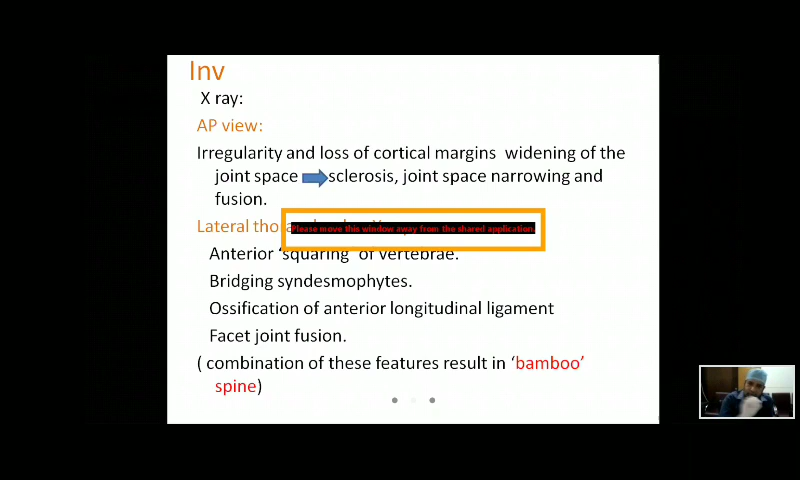 Inv
X ray:
AP view:
Irregularity and loss of cortical margins widening of the
joint space sclerosis, joint space narrowing and
fusion.
Lateral
Please move this window away from the shared application.
Anterior ‘squaring’ of vertebrae.
Bridging syndesmophytes.
Ossification of anterior longitudinal ligament
Facet joint fusion.
( combination of these features result in ‘bamboo’
spine)